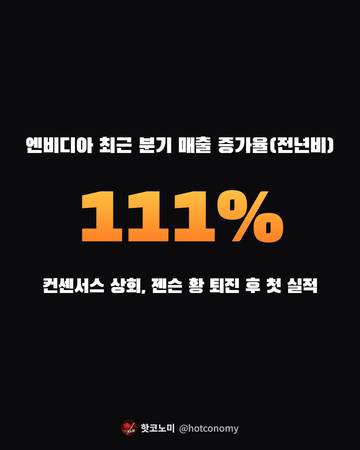 엔비디아 최근 분기 매출 증가율(전년비)
111%
컨센서스 상회, 젠슨 황 퇴진 후 첫 실적
핫코노미 @hotconomy